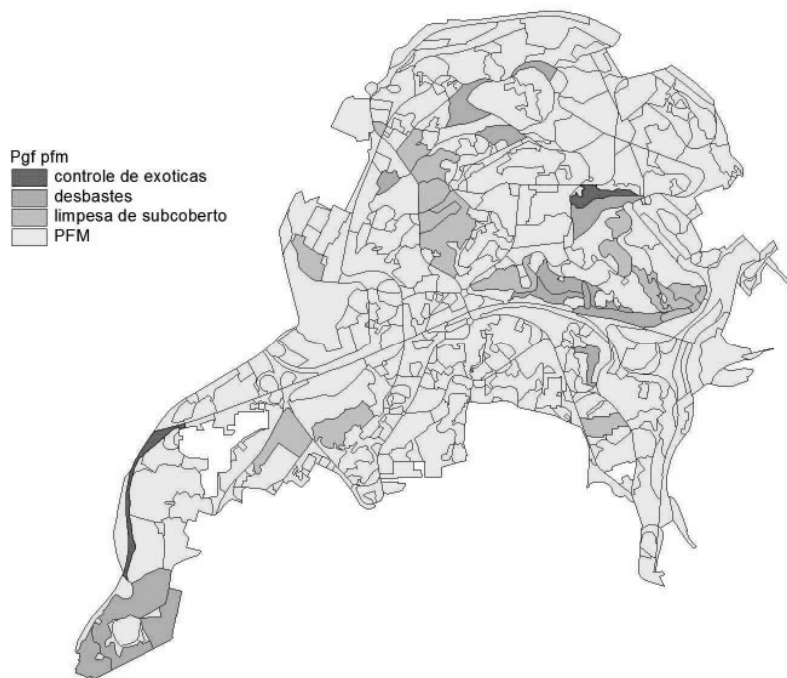 Pgf pfm
controle de exoticas
desbastes
limpesa de subcoberto
PFM